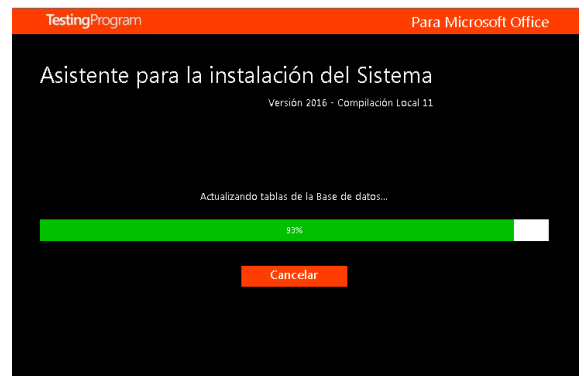 TestingProgram Para Microsoft Office
Asistente para la instalación del Sistema
Versión 2016 - Compilación Local 11
Actualizando tablas de la Base de datos...
93%
Cancelar